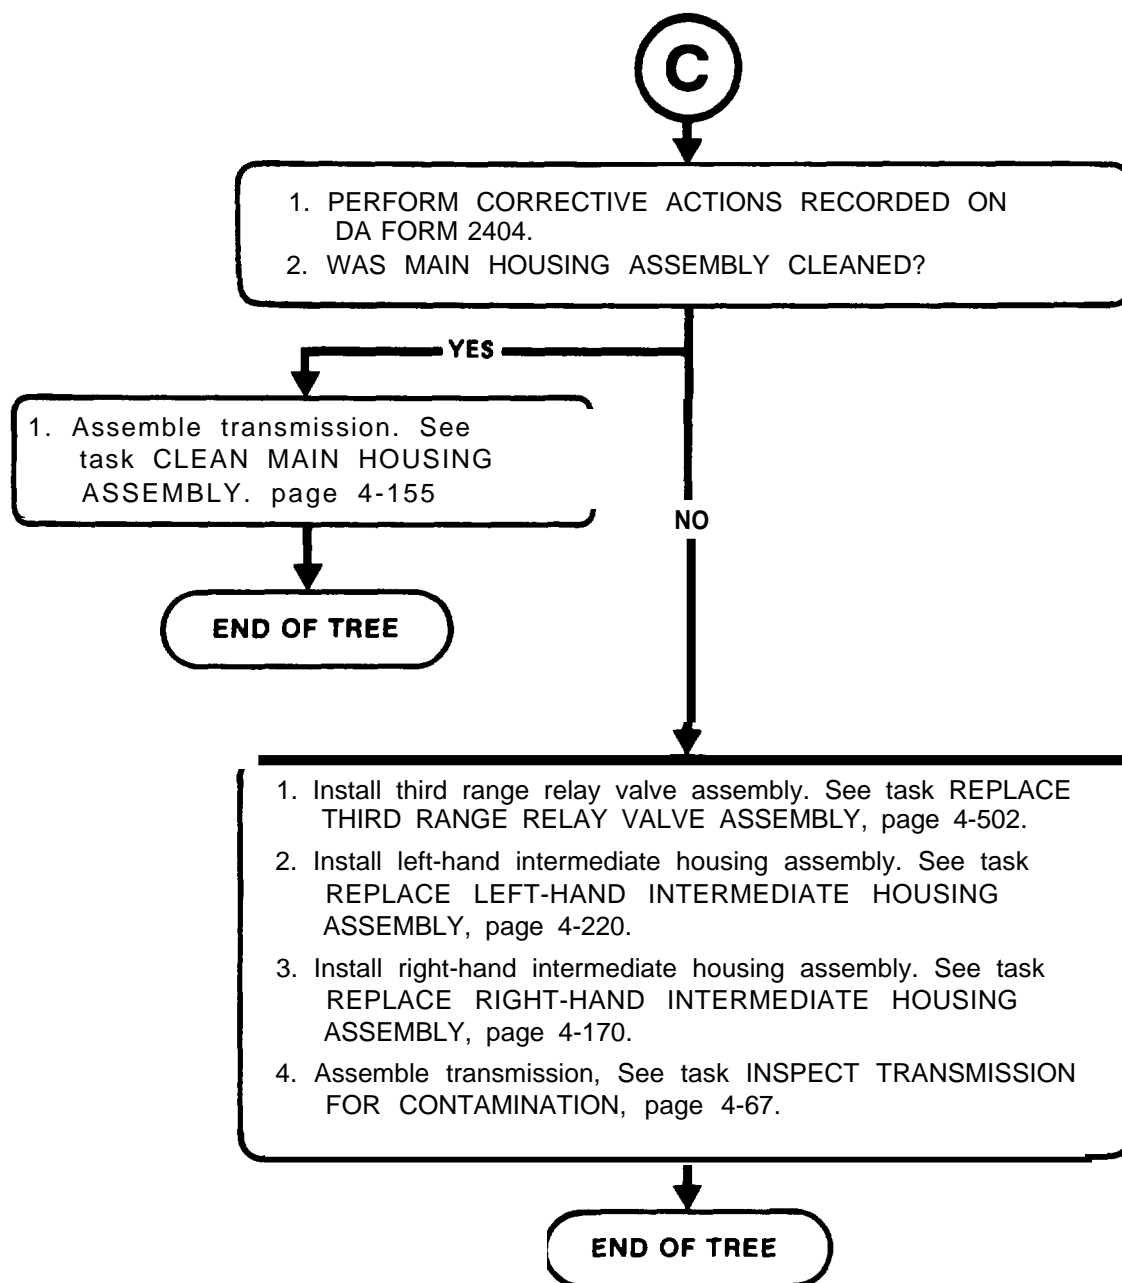 C
1. PERFORM CORRECTIVE ACTIONS RECORDED ON
DA FORM 2404.
2. WAS MAIN HOUSING ASSEMBLY CLEANED?
YES
1. Assemble transmission. See
task CLEAN MAIN HOUSING
ASSEMBLY. page 4-155
END OF TREE
NO
1. Install third range relay valve assembly. See task REPLACE
THIRD RANGE RELAY VALVE ASSEMBLY, page 4-502.
2. Install left-hand intermediate housing assembly. See task
REPLACE LEFT-HAND INTERMEDIATE HOUSING
ASSEMBLY, page 4-220.
3. Install right-hand intermediate housing assembly. See task
REPLACE RIGHT-HAND INTERMEDIATE HOUSING
ASSEMBLY, page 4-170.
4. Assemble transmission, See task INSPECT TRANSMISSION
FOR CONTAMINATION, page 4-67.
END OF TREE